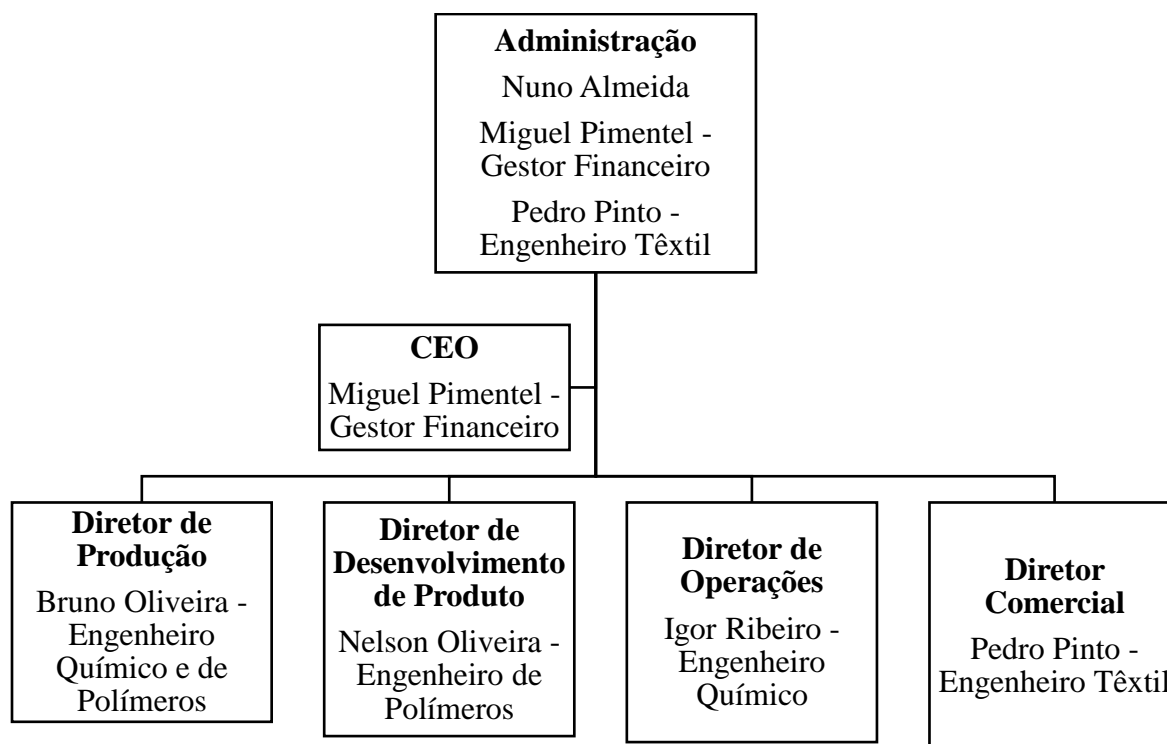 Administração
Nuno Almeida
Miguel Pimentel -
Gestor Financeiro
Pedro Pinto -
Engenheiro Têxtil
CEO
Miguel Pimentel -
Gestor Financeiro
Diretor de
Produção
Bruno Oliveira -
Engenheiro
Químico e de
Polímeros
Diretor de
Desenvolvimento
de Produto
Nelson Oliveira -
Engenheiro de
Polímeros
Diretor de
Operações
Igor Ribeiro -
Engenheiro
Químico
Diretor
Comercial
Pedro Pinto -
Engenheiro Têxtil